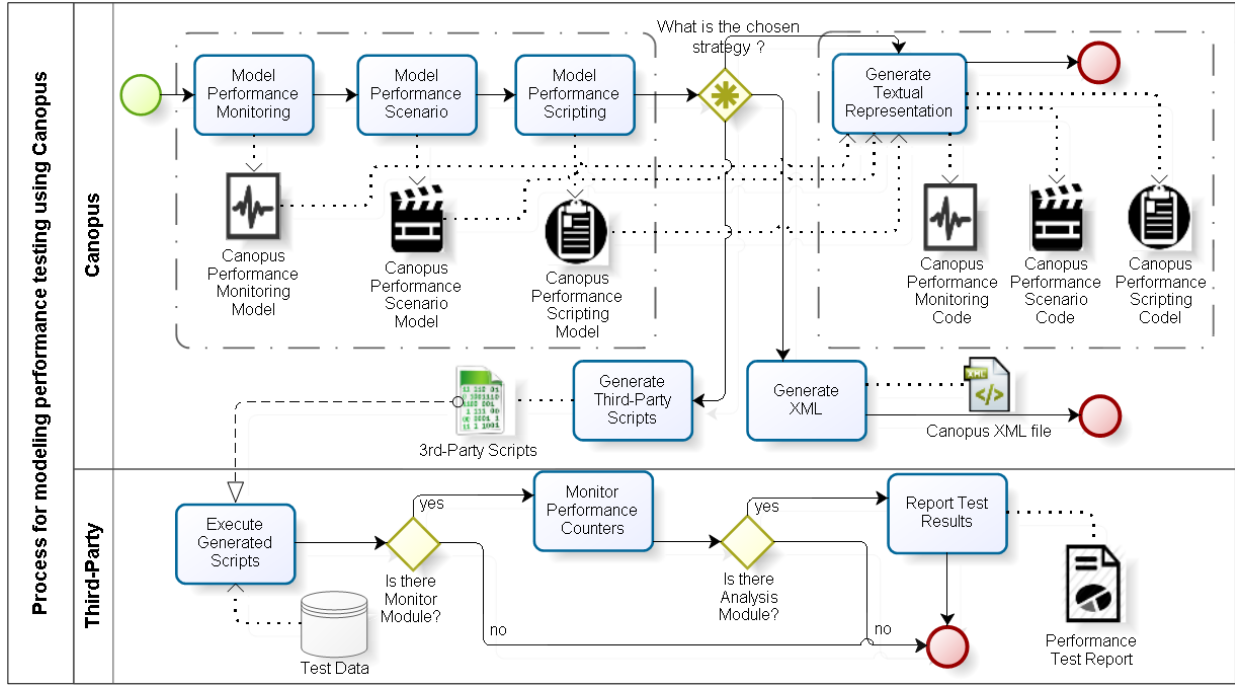 Process for modeling performance testing using Canopus
Canopus
What is the chosen
strategy ?
Model
Performance
Monitoring
Model
Performance
Scenario
Model
Performance
Scripting
Generate
Textual
Representation
Canopus
Performance
Monitoring
Model
Canopus
Performance
Scenario
Model
Canopus
Performance
Scripting
Model
Canopus
Performance
Monitoring
Code
Canopus
Performance
Scenario
Code
Canopus
Performance
Scripting
Codel
3rd-Party Scripts
Generate
Third-Party
Scripts
Generate
XML
XML
</>
Canopus XML file
Third-Party
Execute
Generated
Scripts
Test Data
Is there
Monitor
Module?
yes
no
Monitor
Performance
Counters
Is there
Analysis
Module?
yes
no
Report Test
Results
Performance
Test Report